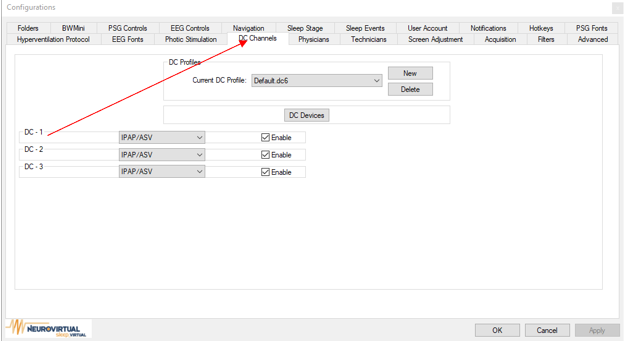 Configurations
Folders BWMini PSG Controls EEG Controls Navigation Sleep Stage Sleep Events User Account Notifications Hotkeys PSG Fonts
Hyperventilation Protocol EEG Fonts Photic Stimulation DC Channels Physicians Technicians Screen Adjustment Acquisition Filters Advanced
DC Profiles
Current DC Profile: Default.dc6 New
Delete
DC Devices
DC - 1
IPAP/ASV Enable
DC - 2
IPAP/ASV Enable
DC - 3
IPAP/ASV Enable
NEUROVIRTUAL
SLEEP VIRTUAL
OK Cancel Apply